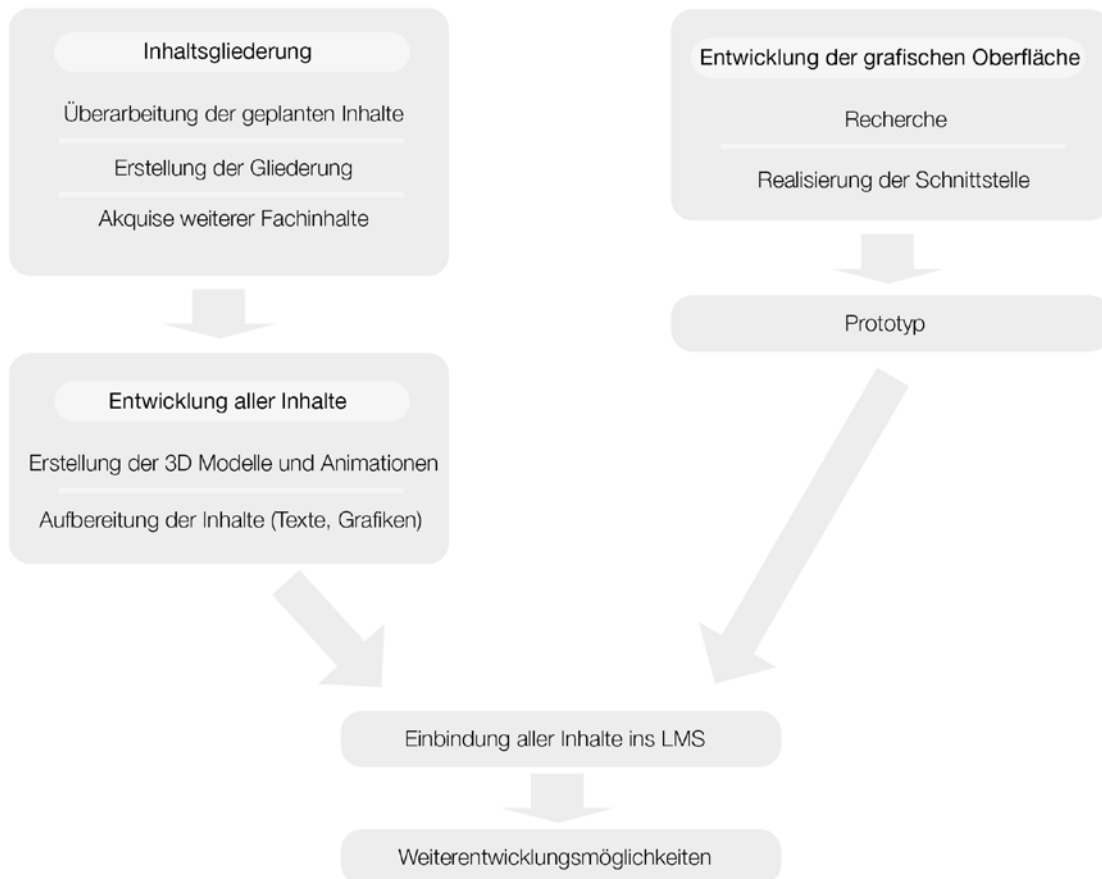 Inhaltsgliederung
Überarbeitung der geplanten Inhalte
Erstellung der Gliederung
Akquise weiterer Fachinhalte
Entwicklung der grafischen Oberfläche
Recherche
Realisierung der Schnittstelle
Prototyp
Entwicklung aller Inhalte
Erstellung der 3D Modelle und Animationen
Aufbereitung der Inhalte (Texte, Grafiken)
Einbindung aller Inhalte ins LMS
Weiterentwicklungsmöglichkeiten